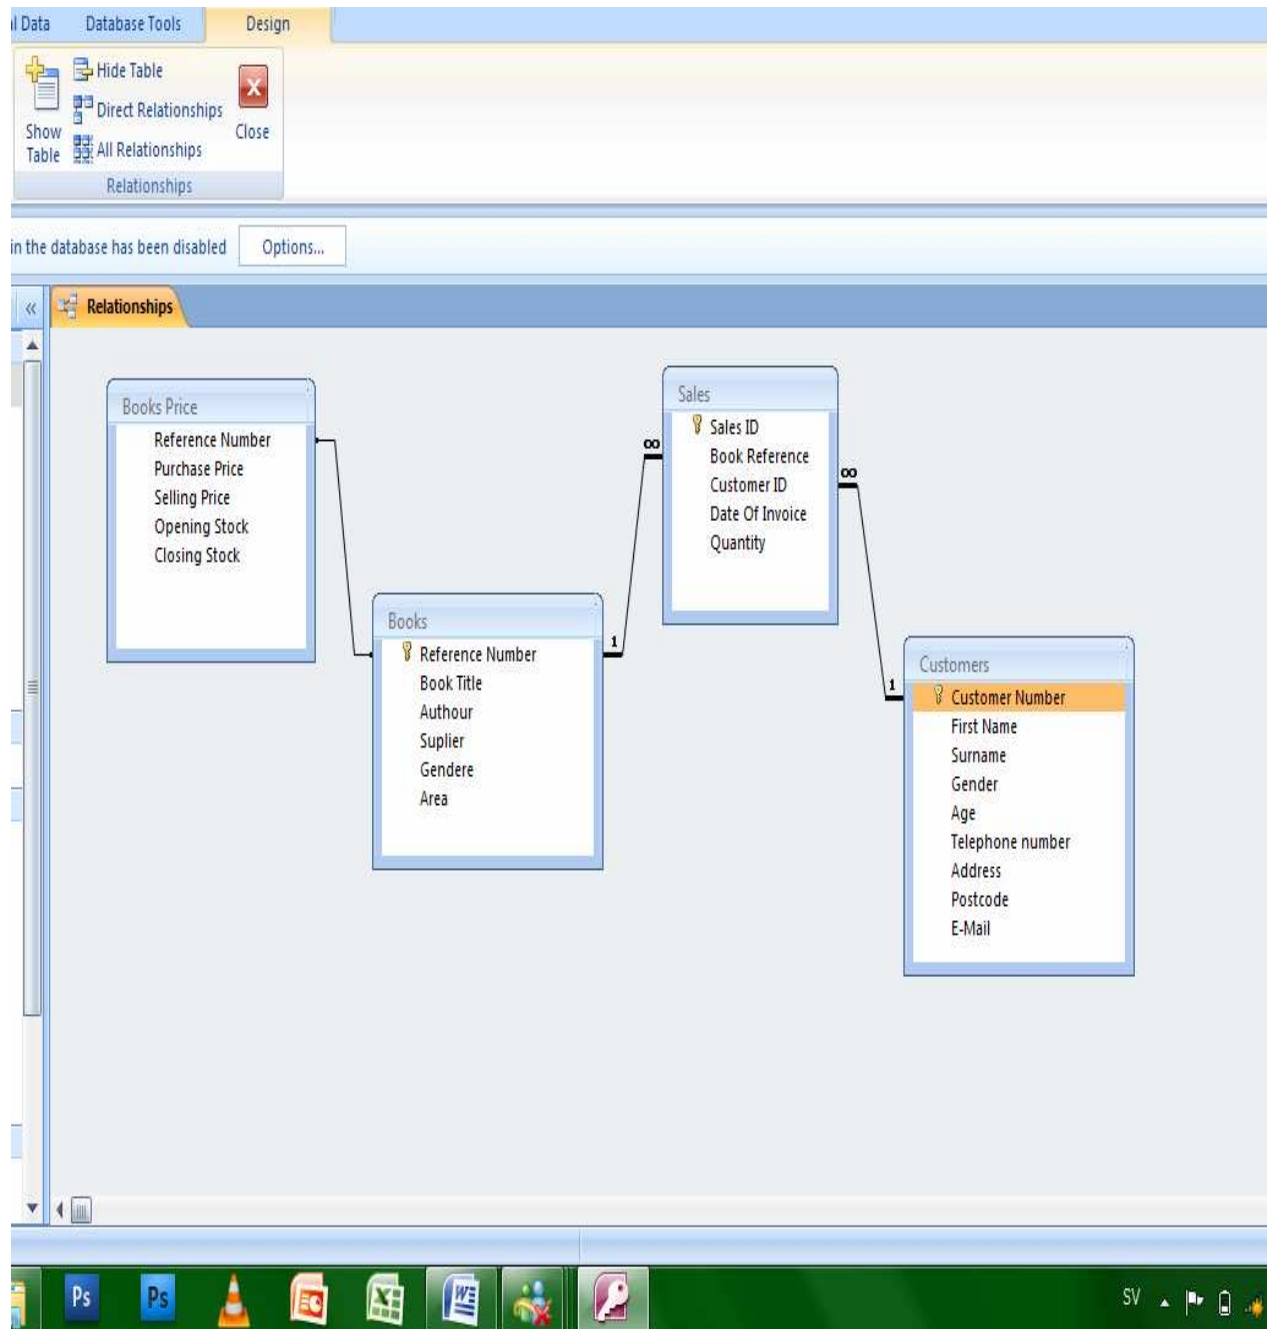 l Data Database Tools Design
Hide Table
Direct Relationships
All Relationships
Show Table
Close
Relationships
in the database has been disabled Options...
«
Relationships
Books Price
Reference Number
Purchase Price
Selling Price
Opening Stock
Closing Stock
Sales
Sales ID
Book Reference
Customer ID
Date Of Invoice
Quantity
∞
∞
Books
Reference Number
Book Title
Authour
Suplier
Gendere
Area
1
1
Customers
Customer Number
First Name
Surname
Gender
Age
Telephone number
Address
Postcode
E-Mail
Ps Ps
SV